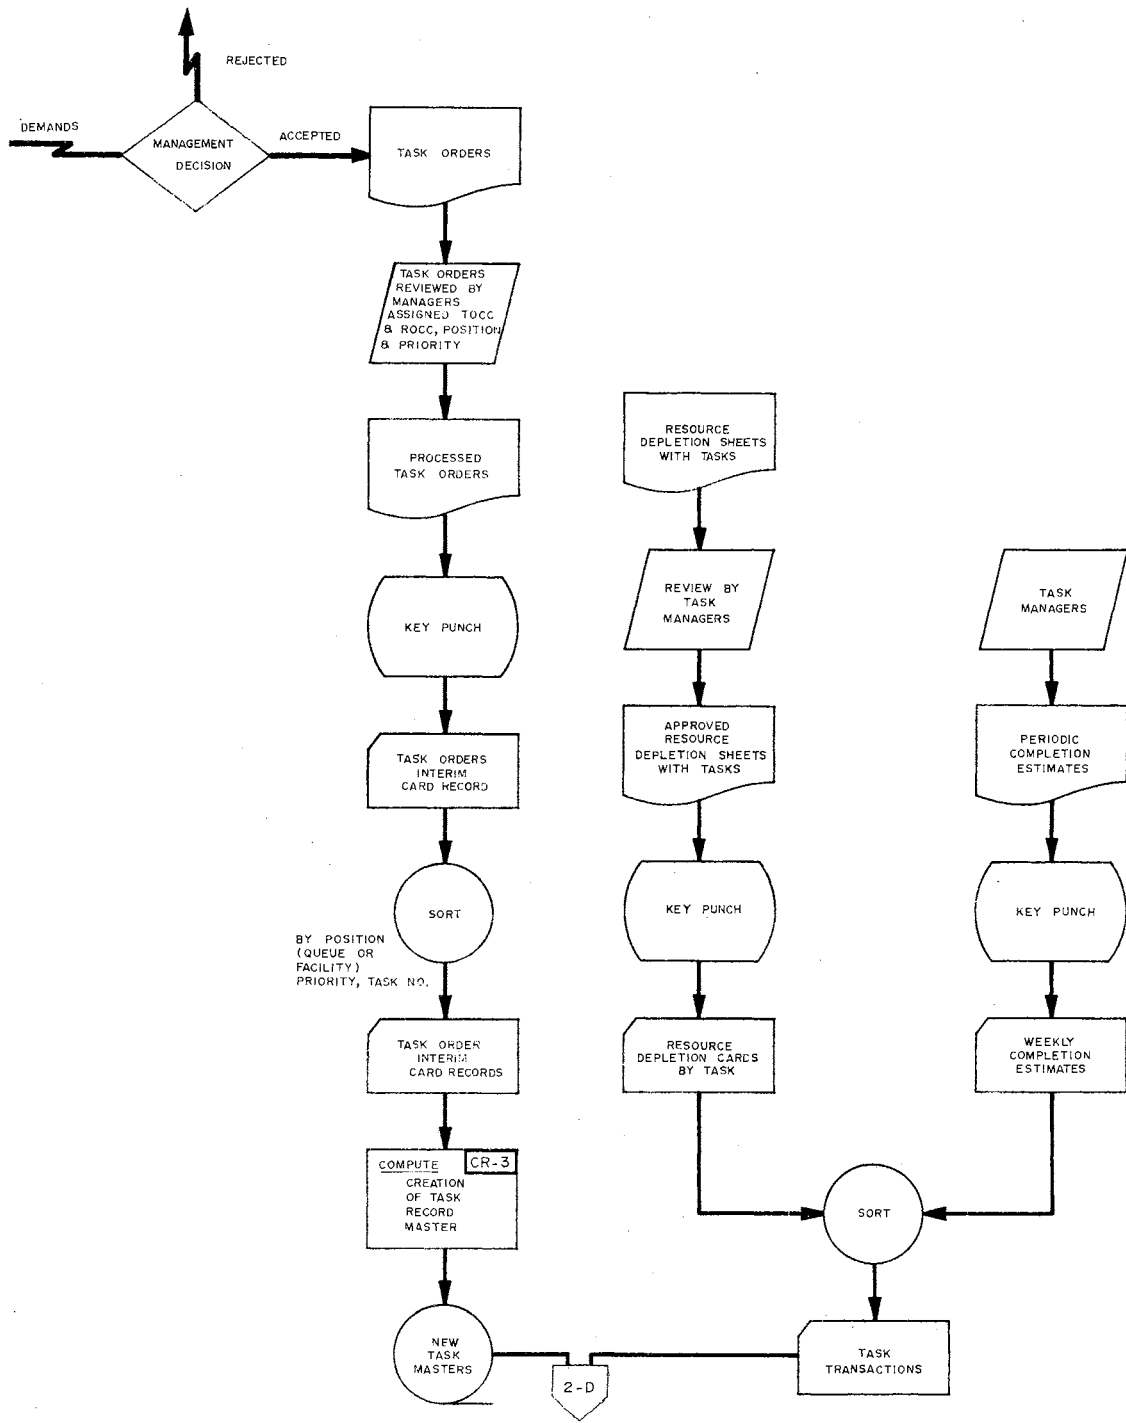 REJECTED
DEMANDS
MANAGEMENT
DECISION
ACCEPTED
TASK ORDERS
TASK ORDERS
REVIEWED BY
MANAGERS
ASSIGNED TOCC
& ROCC, POSITION
& PRIORITY
PROCESSED
TASK ORDERS
KEY PUNCH
TASK ORDERS
INTERIM
CARD RECORD
SORT
BY POSITION
(QUEUE OR
FACILITY)
PRIORITY, TASK NO.
TASK ORDER
INTERIM
CARD RECORDS
COMPUTE CR-3
CREATION
OF TASK
RECORD
MASTER
NEW
TASK
MASTERS
RESOURCE
DEPLETION SHEETS
WITH TASKS
REVIEW BY
TASK
MANAGERS
APPROVED
RESOURCE
DEPLETION SHEETS
WITH TASKS
KEY PUNCH
RESOURCE
DEPLETION CARDS
BY TASK
TASK
MANAGERS
PERIODIC
COMPLETION
ESTIMATES
KEY PUNCH
WEEKLY
COMPLETION
ESTIMATES
SORT
TASK
TRANSACTIONS
2-D